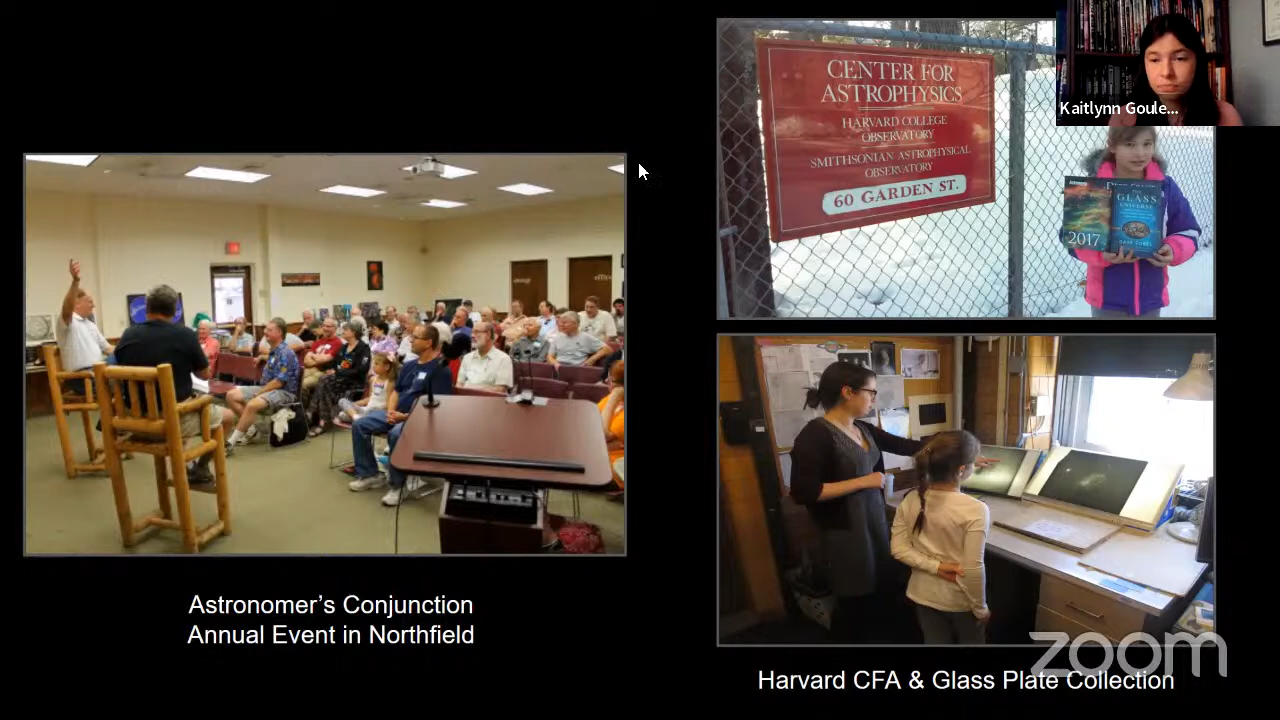 CENTER FOR
ASTROPHYSICS
HARVARD COLLEGE
OBSERVATORY
SMITHSONIAN ASTROPHYSICAL
OBSERVATORY
60 GARDEN ST.
Kaitlynn Goule...
2017
THE
GLASS
UNIVERSE
DAVA SOBEL
Astronomer’s Conjunction
Annual Event in Northfield
zoom
Harvard CFA & Glass Plate Collection